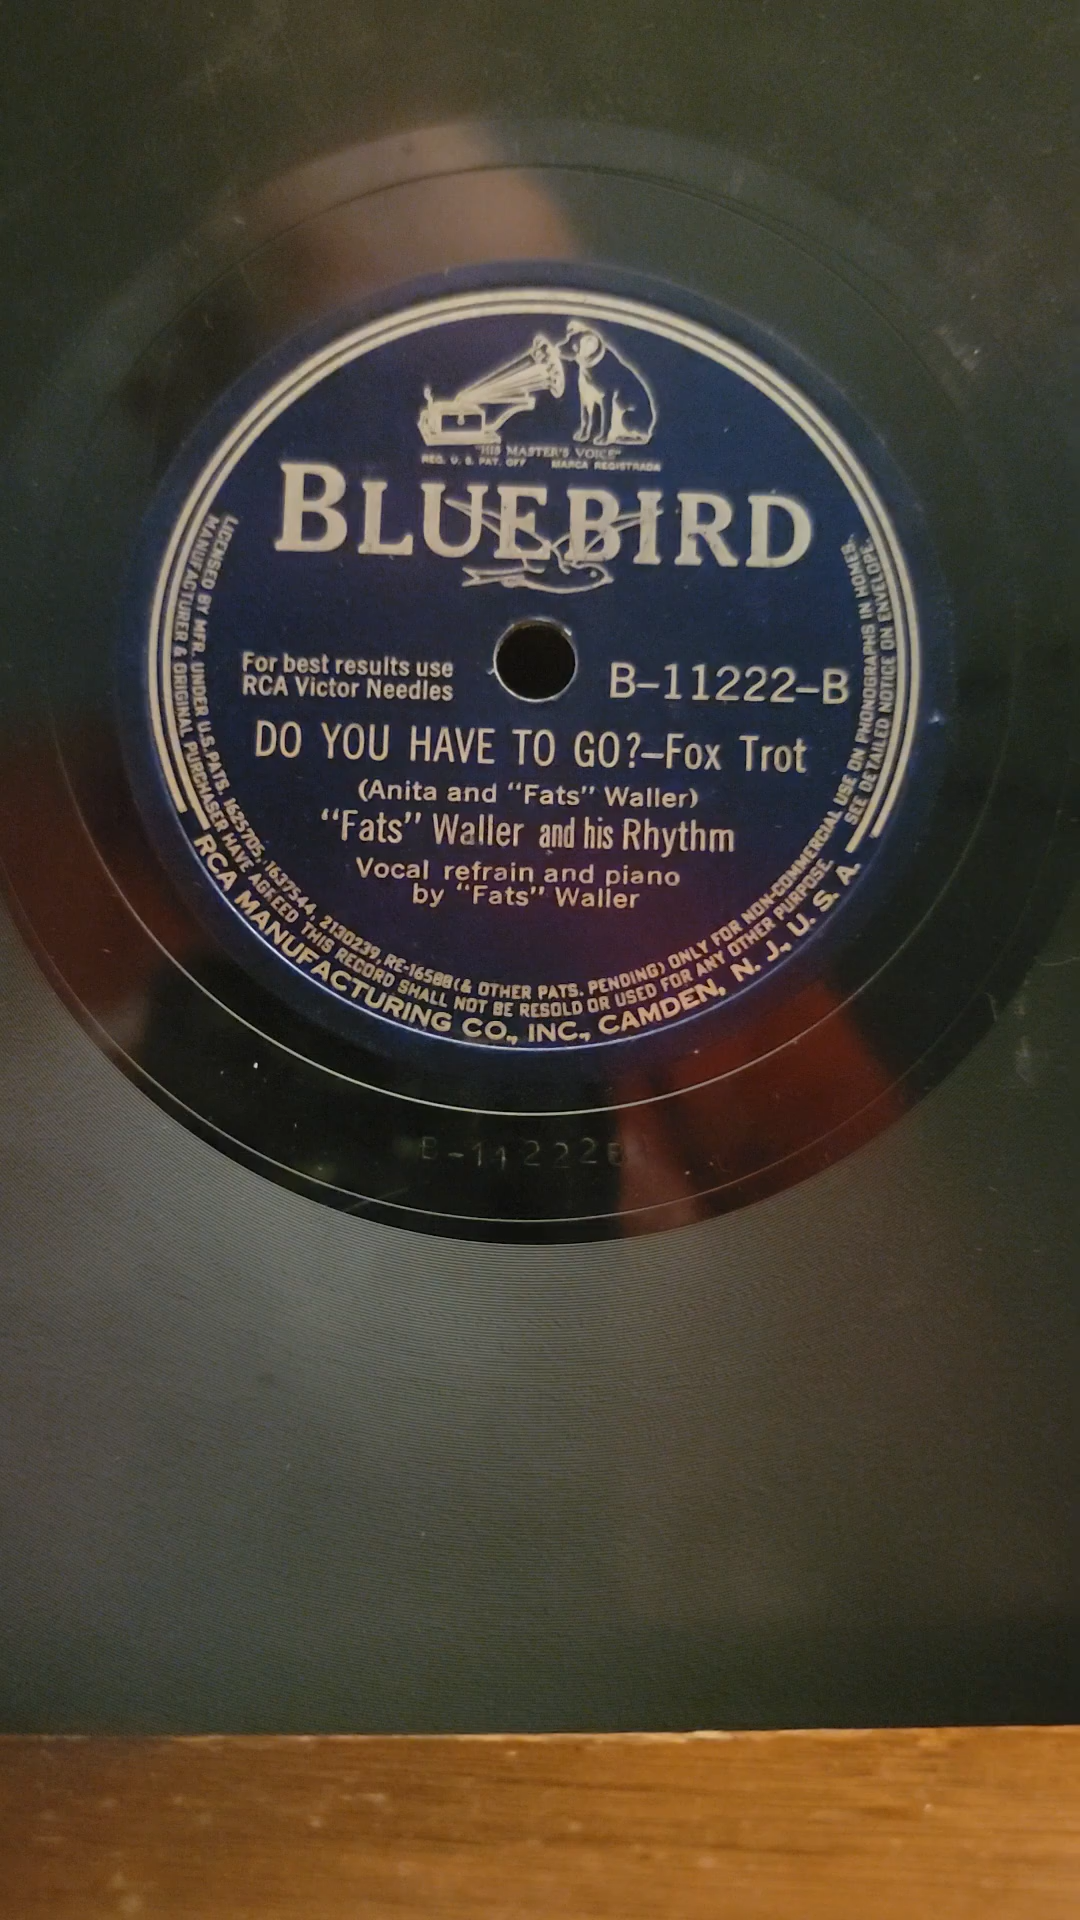 "HIS MASTER'S VOICE"
REG. U. S. PAT. OFF MARCA REGISTRADA
BLUEBIRD
For best results use
RCA Victor Needles
B-11222-B
DO YOU HAVE TO GO?-Fox Trot
(Anita and "Fats" Waller)
"Fats" Waller and his Rhythm
Vocal refrain and piano
by "Fats" Waller
LICENSED BY MFR. UNDER U.S. PATS. 1625705, 1637544, 2130239, RE-16588 (& OTHER PATS. PENDING) ONLY FOR NON-COMMERCIAL USE ON PHONOGRAPHS IN HOMES.
MANUFACTURER & ORIGINAL PURCHASER HAVE AGREED THIS RECORD SHALL NOT BE RESOLD OR USED FOR ANY OTHER PURPOSE. SEE DETAILED NOTICE ON ENVELOPE.
RCA MANUFACTURING CO., INC., CAMDEN, N. J., U. S. A.
B-11222B